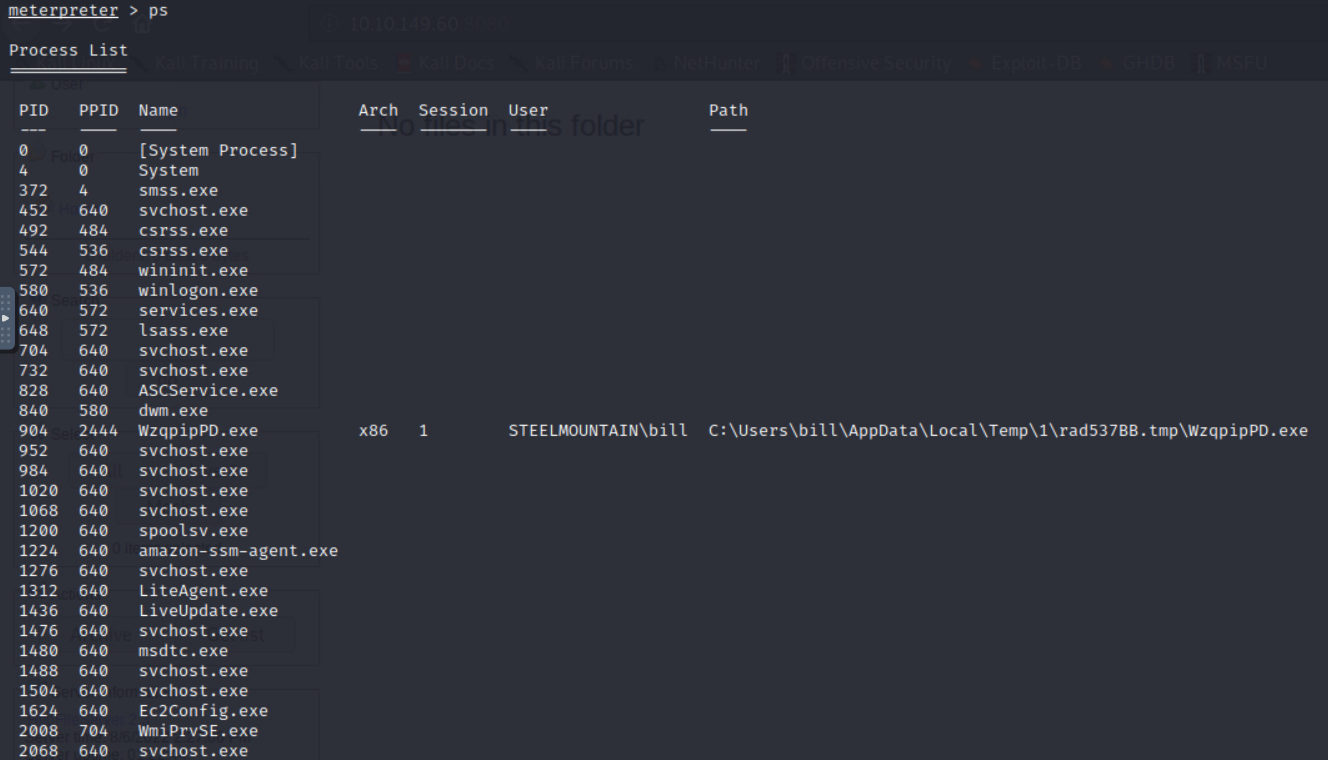 meterpreter > ps
10.10.149.60
Process List
Kali Training Kali Tools Kali Docs Kali Forums NetHunter Offensive Security Exploit-DB GHDB MSFU
User
PID PPID Name Arch Session User Path
No files in this folder
0 0 [System Process]
Folder
4 0 System
372 4 smss.exe
452 640 svchost.exe
492 484 csrss.exe
544 536 csrss.exe
572 484 wininit.exe
580 536 winlogon.exe
640 572 services.exe
648 572 lsass.exe
704 640 svchost.exe
732 640 svchost.exe
828 640 ASCService.exe
840 580 dwm.exe
904 2444 WzqpipPD.exe x86 1 STEELMOUNTAIN\bill C:\Users\bill\AppData\Local\Temp\1\rad537BB.tmp\WzqpipPD.exe
952 640 svchost.exe
984 640 svchost.exe
1020 640 svchost.exe
1068 640 svchost.exe
1200 640 spoolsv.exe
1224 640 amazon-ssm-agent.exe
1276 640 svchost.exe
1312 640 LiteAgent.exe
1436 640 LiveUpdate.exe
1476 640 svchost.exe
1480 640 msdtc.exe
1488 640 svchost.exe
1504 640 svchost.exe
1624 640 Ec2Config.exe
2008 704 WmiPrvSE.exe
2068 640 svchost.exe